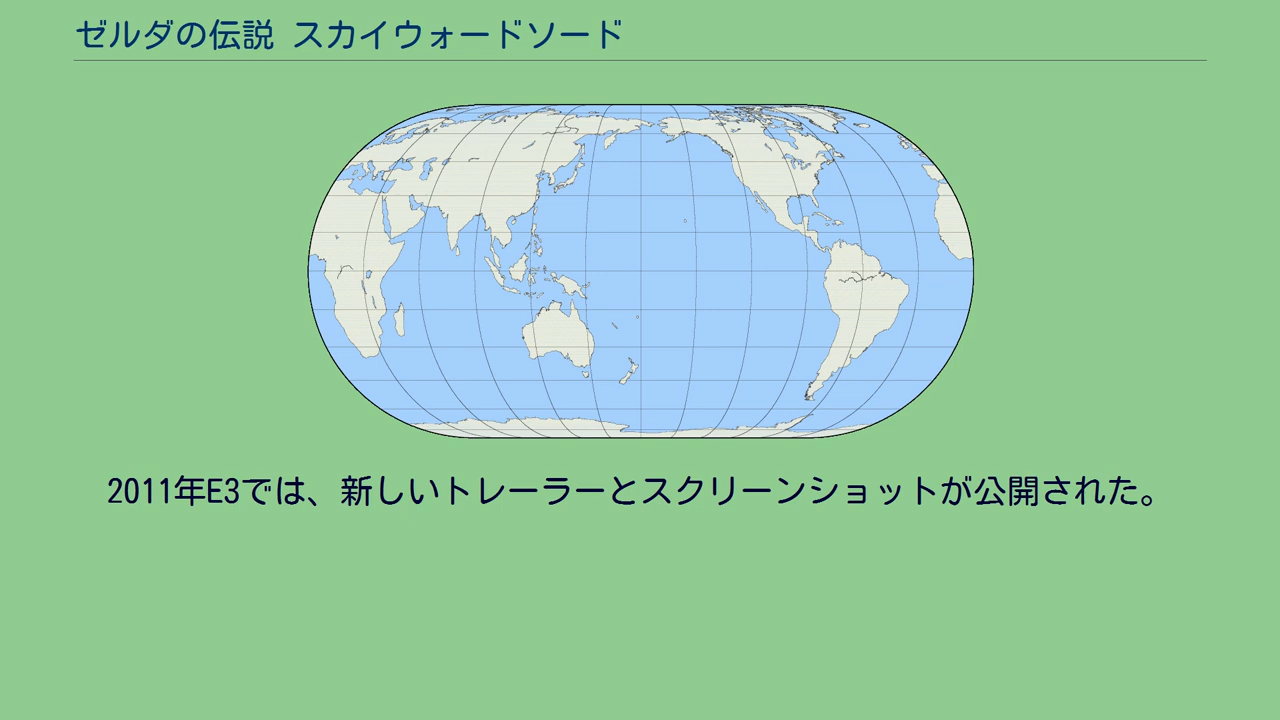 ゼルダの伝説 スカイウォードソード
2011年E3では、新しいトレーラーとスクリーンショットが公開された。